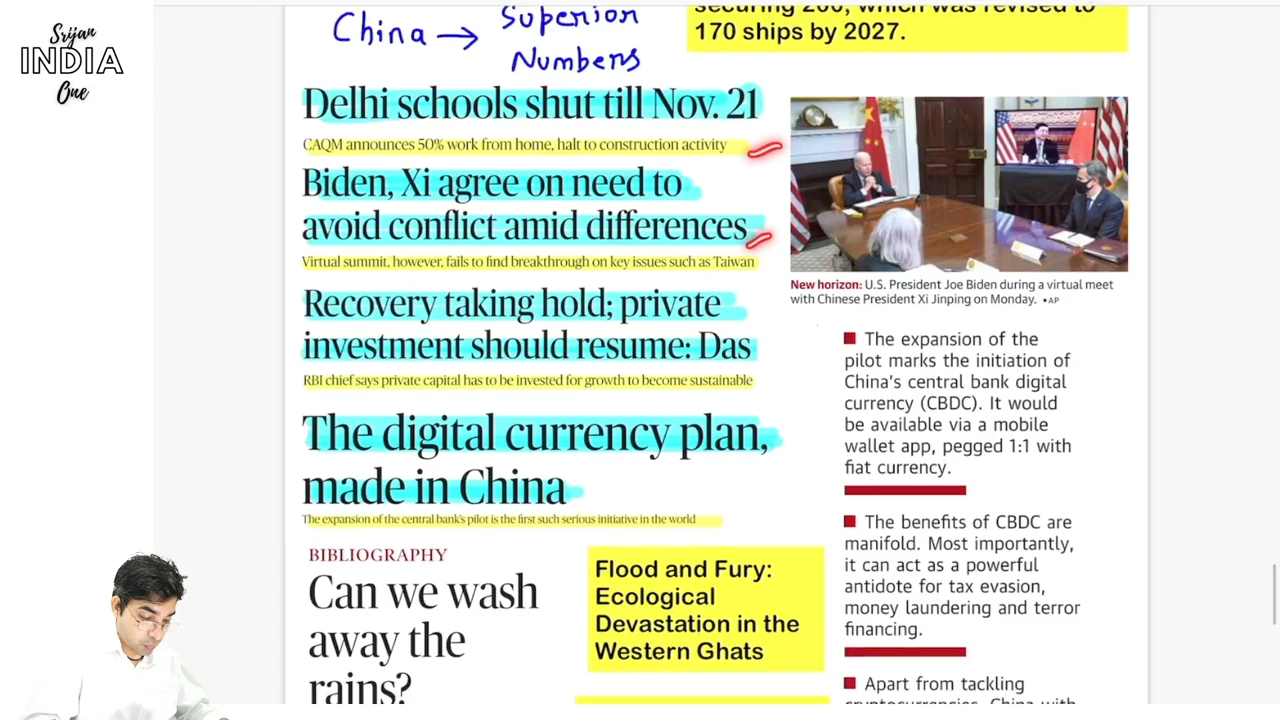 Srijan
INDIA
One
China → Superior
Numbers
170 ships by 2027.
Delhi schools shut till Nov. 21
CAQM announces 50% work from home, halt to construction activity
Biden, Xi agree on need to
avoid conflict amid differences
Virtual summit, however, fails to find breakthrough on key issues such as Taiwan
Recovery taking hold; private
investment should resume: Das
RBI chief says private capital has to be invested for growth to become sustainable
The digital currency plan,
made in China
The expansion of the central bank's pilot is the first such serious initiative in the world
BIBLIOGRAPHY
Can we wash
away the
rains?
Flood and Fury:
Ecological
Devastation in the
Western Ghats
New horizon: U.S. President Joe Biden during a virtual meet
with Chinese President Xi Jinping on Monday. •AP
The expansion of the
pilot marks the initiation of
China's central bank digital
currency (CBDC). It would
be available via a mobile
wallet app, pegged 1:1 with
fiat currency.
The benefits of CBDC are
manifold. Most importantly,
it can act as a powerful
antidote for tax evasion,
money laundering and terror
financing.
Apart from tackling